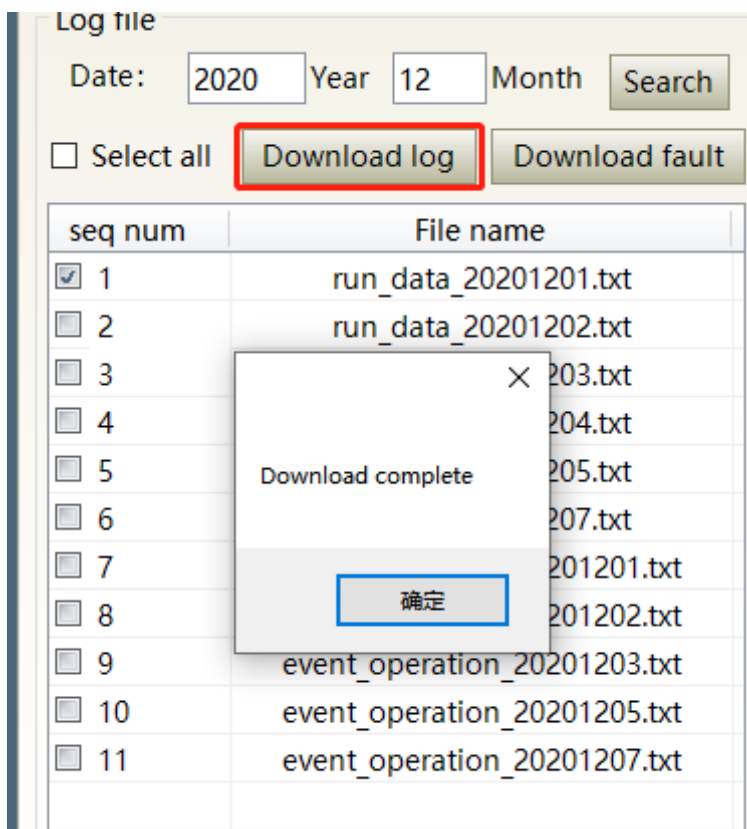 Log file
Date: 2020 Year 12 Month Search
Select all Download log Download fault
seq num File name
1 run_data_20201201.txt
2 run_data_20201202.txt
3 203.txt
4 204.txt
5 Download complete 205.txt
6 207.txt
7 201201.txt
8 确定 201202.txt
9 event_operation_20201203.txt
10 event_operation_20201205.txt
11 event_operation_20201207.txt